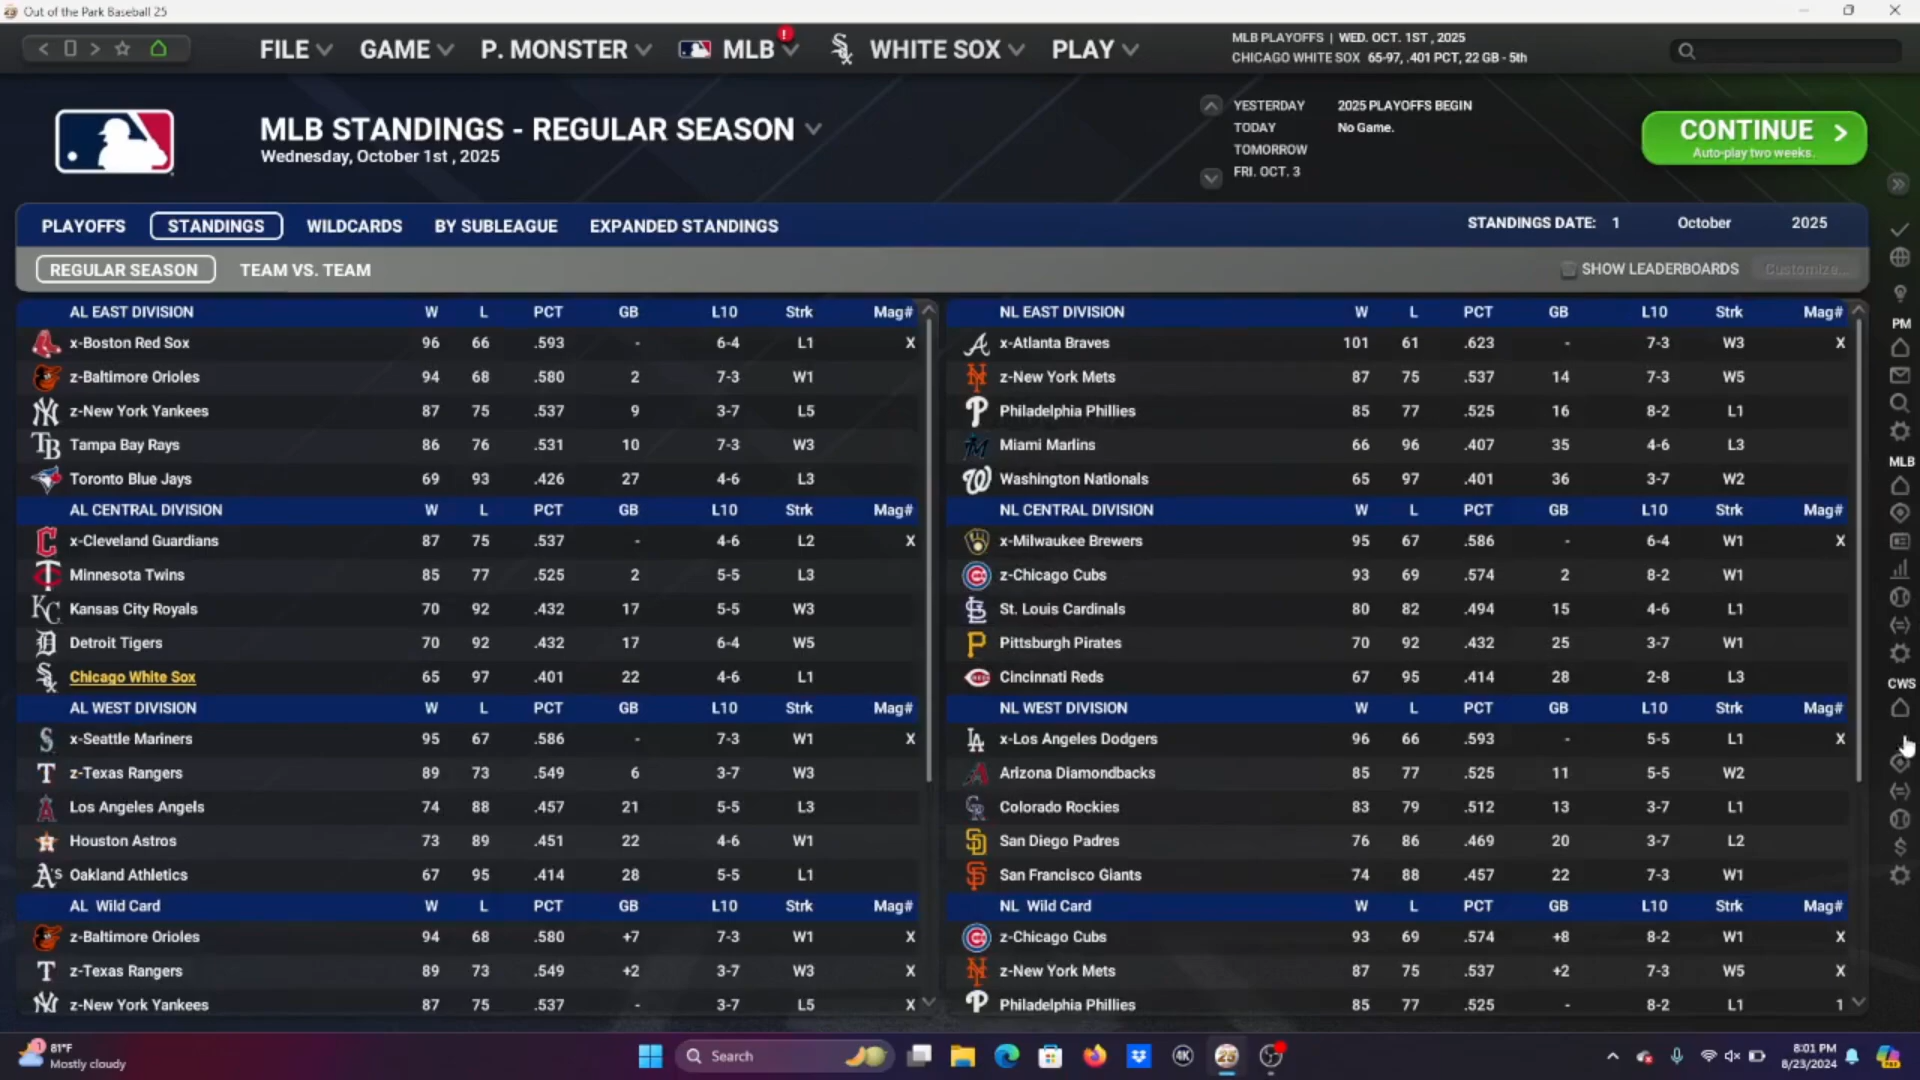 Out of the Park Baseball 25
FILE GAME P. MONSTER MLB ! WHITE SOX PLAY
MLB PLAYOFFS | WED. OCT. 1ST , 2025
CHICAGO WHITE SOX 65-97, .401 PCT, 22 GB - 5th
MLB STANDINGS - REGULAR SEASON
Wednesday, October 1st , 2025
YESTERDAY 2025 PLAYOFFS BEGIN
TODAY No Game.
TOMORROW
FRI. OCT. 3
CONTINUE
Auto-play two weeks.
PLAYOFFS STANDINGS WILDCARDS BY SUBLEAGUE EXPANDED STANDINGS STANDINGS DATE: 1 October 2025
REGULAR SEASON TEAM VS. TEAM SHOW LEADERBOARDS Customize...
AL EAST DIVISION W L PCT GB L10 Strk Mag#
x-Boston Red Sox 96 66 .593 - 6-4 L1 X
z-Baltimore Orioles 94 68 .580 2 7-3 W1
z-New York Yankees 87 75 .537 9 3-7 L5
Tampa Bay Rays 86 76 .531 10 7-3 W3
Toronto Blue Jays 69 93 .426 27 4-6 L3
AL CENTRAL DIVISION W L PCT GB L10 Strk Mag#
x-Cleveland Guardians 87 75 .537 - 4-6 L2 X
Minnesota Twins 85 77 .525 2 5-5 L3
Kansas City Royals 70 92 .432 17 5-5 W3
Detroit Tigers 70 92 .432 17 6-4 W5
Chicago White Sox 65 97 .401 22 4-6 L1
AL WEST DIVISION W L PCT GB L10 Strk Mag#
x-Seattle Mariners 95 67 .586 - 7-3 W1 X
z-Texas Rangers 89 73 .549 6 3-7 W3
Los Angeles Angels 74 88 .457 21 5-5 L3
Houston Astros 73 89 .451 22 4-6 W1
Oakland Athletics 67 95 .414 28 5-5 L1
AL Wild Card W L PCT GB L10 Strk Mag#
z-Baltimore Orioles 94 68 .580 +7 7-3 W1 X
z-Texas Rangers 89 73 .549 +2 3-7 W3 X
z-New York Yankees 87 75 .537 - 3-7 L5 X
NL EAST DIVISION W L PCT GB L10 Strk Mag#
x-Atlanta Braves 101 61 .623 - 7-3 W3 X
z-New York Mets 87 75 .537 14 7-3 W5
Philadelphia Phillies 85 77 .525 16 8-2 L1
Miami Marlins 66 96 .407 35 4-6 L3
Washington Nationals 65 97 .401 36 3-7 W2
NL CENTRAL DIVISION W L PCT GB L10 Strk Mag#
x-Milwaukee Brewers 95 67 .586 - 6-4 W1 X
z-Chicago Cubs 93 69 .574 2 8-2 W1
St. Louis Cardinals 80 82 .494 15 4-6 L1
Pittsburgh Pirates 70 92 .432 25 3-7 W1
Cincinnati Reds 67 95 .414 28 2-8 L3
NL WEST DIVISION W L PCT GB L10 Strk Mag#
x-Los Angeles Dodgers 96 66 .593 - 5-5 L1 X
Arizona Diamondbacks 85 77 .525 11 5-5 W2
Colorado Rockies 83 79 .512 13 3-7 L1
San Diego Padres 76 86 .469 20 3-7 L2
San Francisco Giants 74 88 .457 22 7-3 W1
NL Wild Card W L PCT GB L10 Strk Mag#
z-Chicago Cubs 93 69 .574 +8 8-2 W1 X
z-New York Mets 87 75 .537 +2 7-3 W5 X
Philadelphia Phillies 85 77 .525 - 8-2 L1 1
PM
MLB
CWS
81°F
Mostly cloudy
Search
4K
25
8:01 PM
8/23/2024